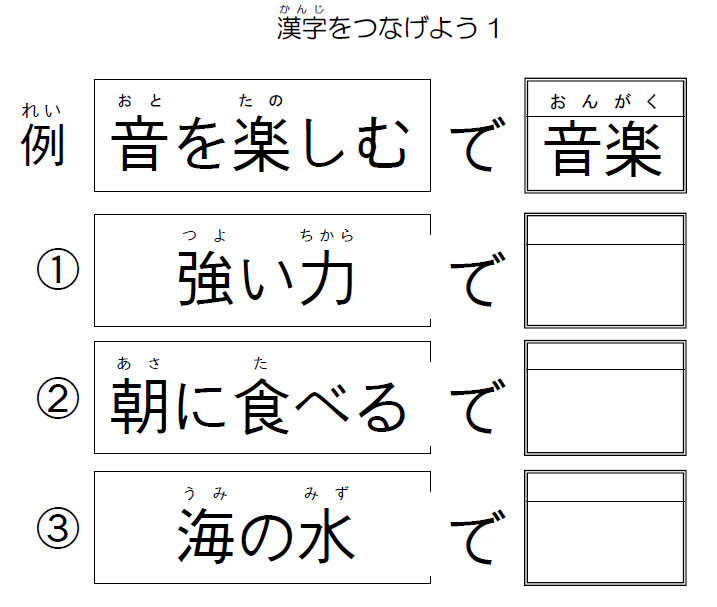 かんじ
漢字をつなげよう１
れい
例
おと たの
音を楽しむ で
おんがく
音楽
つよ ちから
① 強い力 で
あさ た
② 朝に食べる で
うみ みず
③ 海の水 で